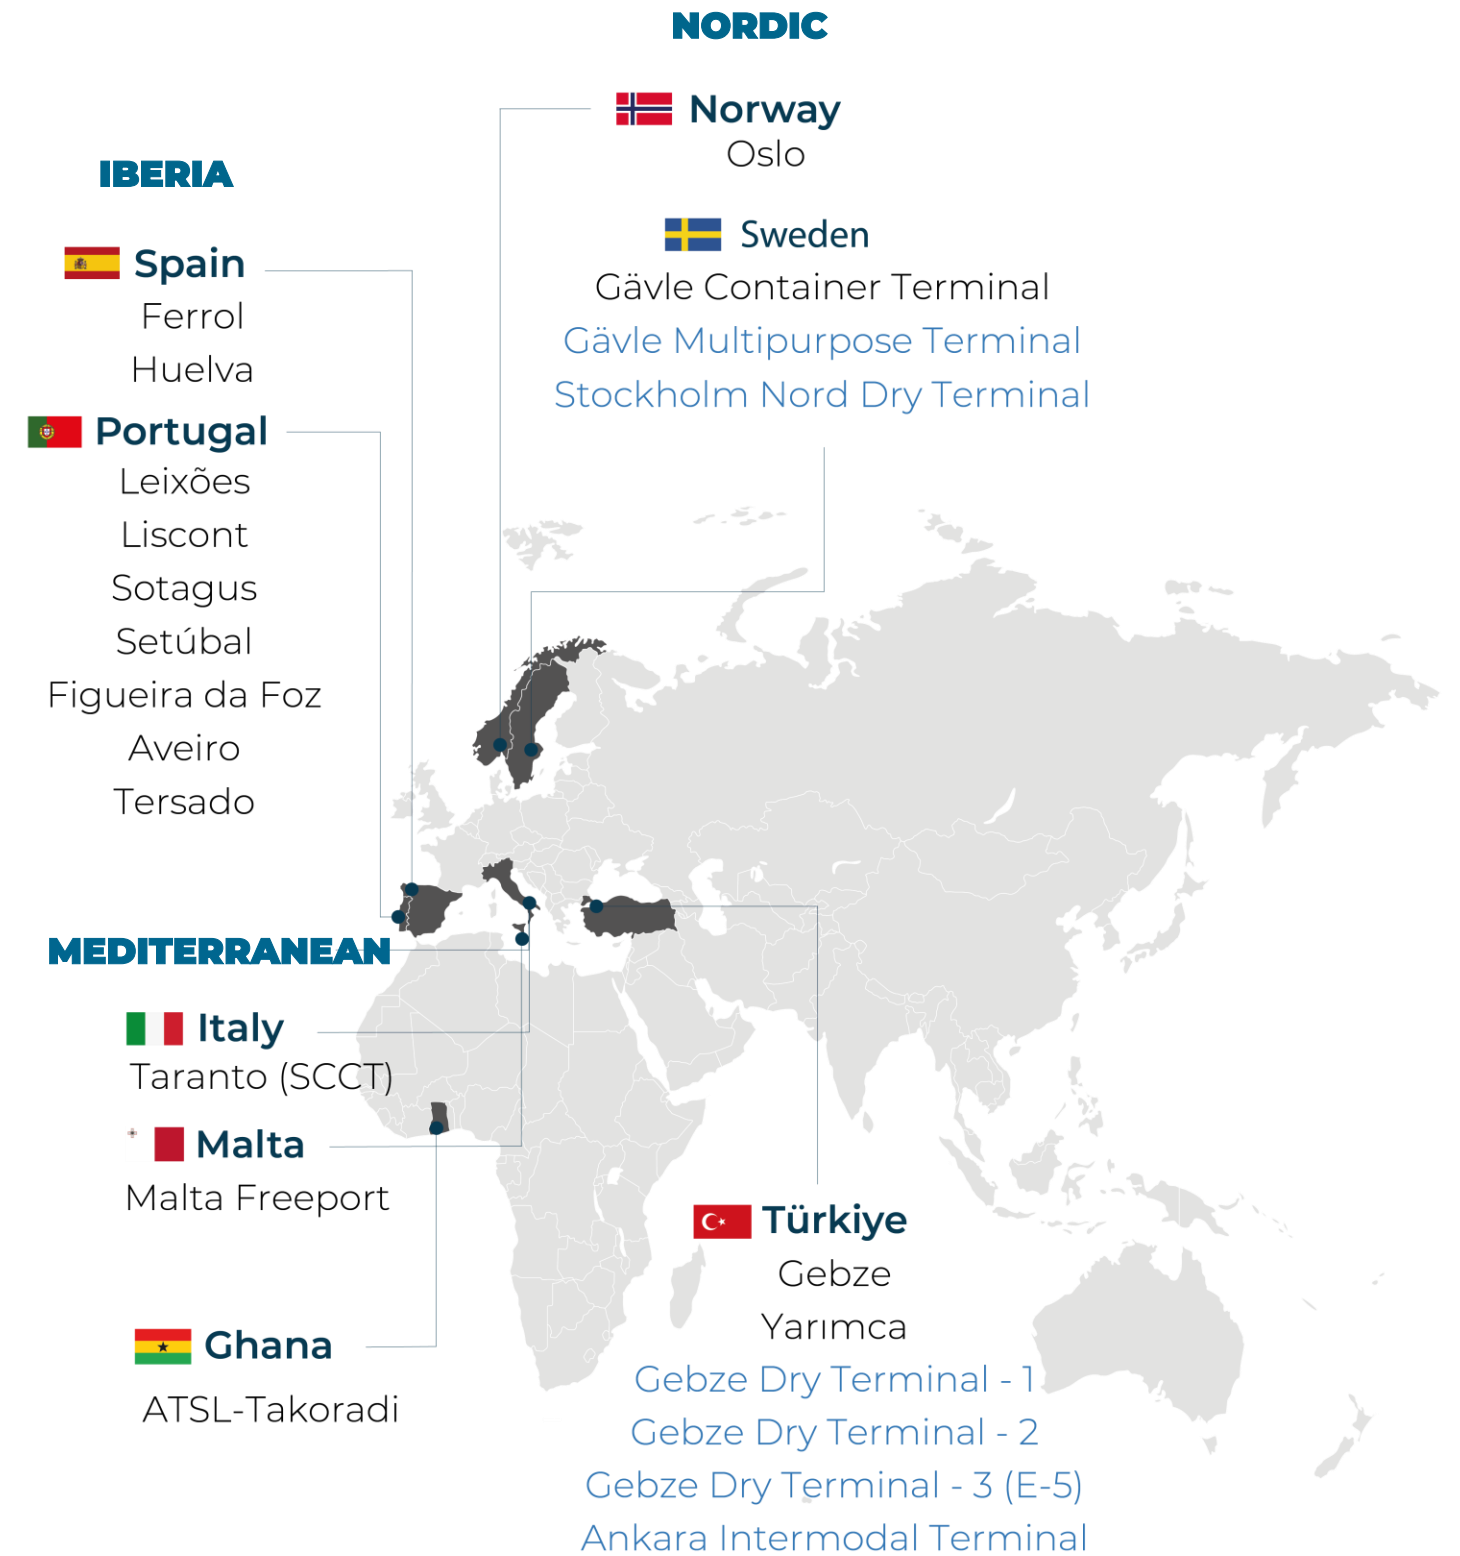 NORDIC
Norway
Oslo
Sweden
Gävle Container Terminal
Gävle Multipurpose Terminal
Stockholm Nord Dry Terminal
IBERIA
Spain
Ferrol
Huelva
Portugal
Leixões
Liscont
Sotagus
Setúbal
Figueira da Foz
Aveiro
Tersado
MEDITERRANEAN
Italy
Taranto (SCCT)
Malta
Malta Freeport
Ghana
ATSL-Takoradi
Türkiye
Gebze
Yarımca
Gebze Dry Terminal - 1
Gebze Dry Terminal - 2
Gebze Dry Terminal - 3 (E-5)
Ankara Intermodal Terminal